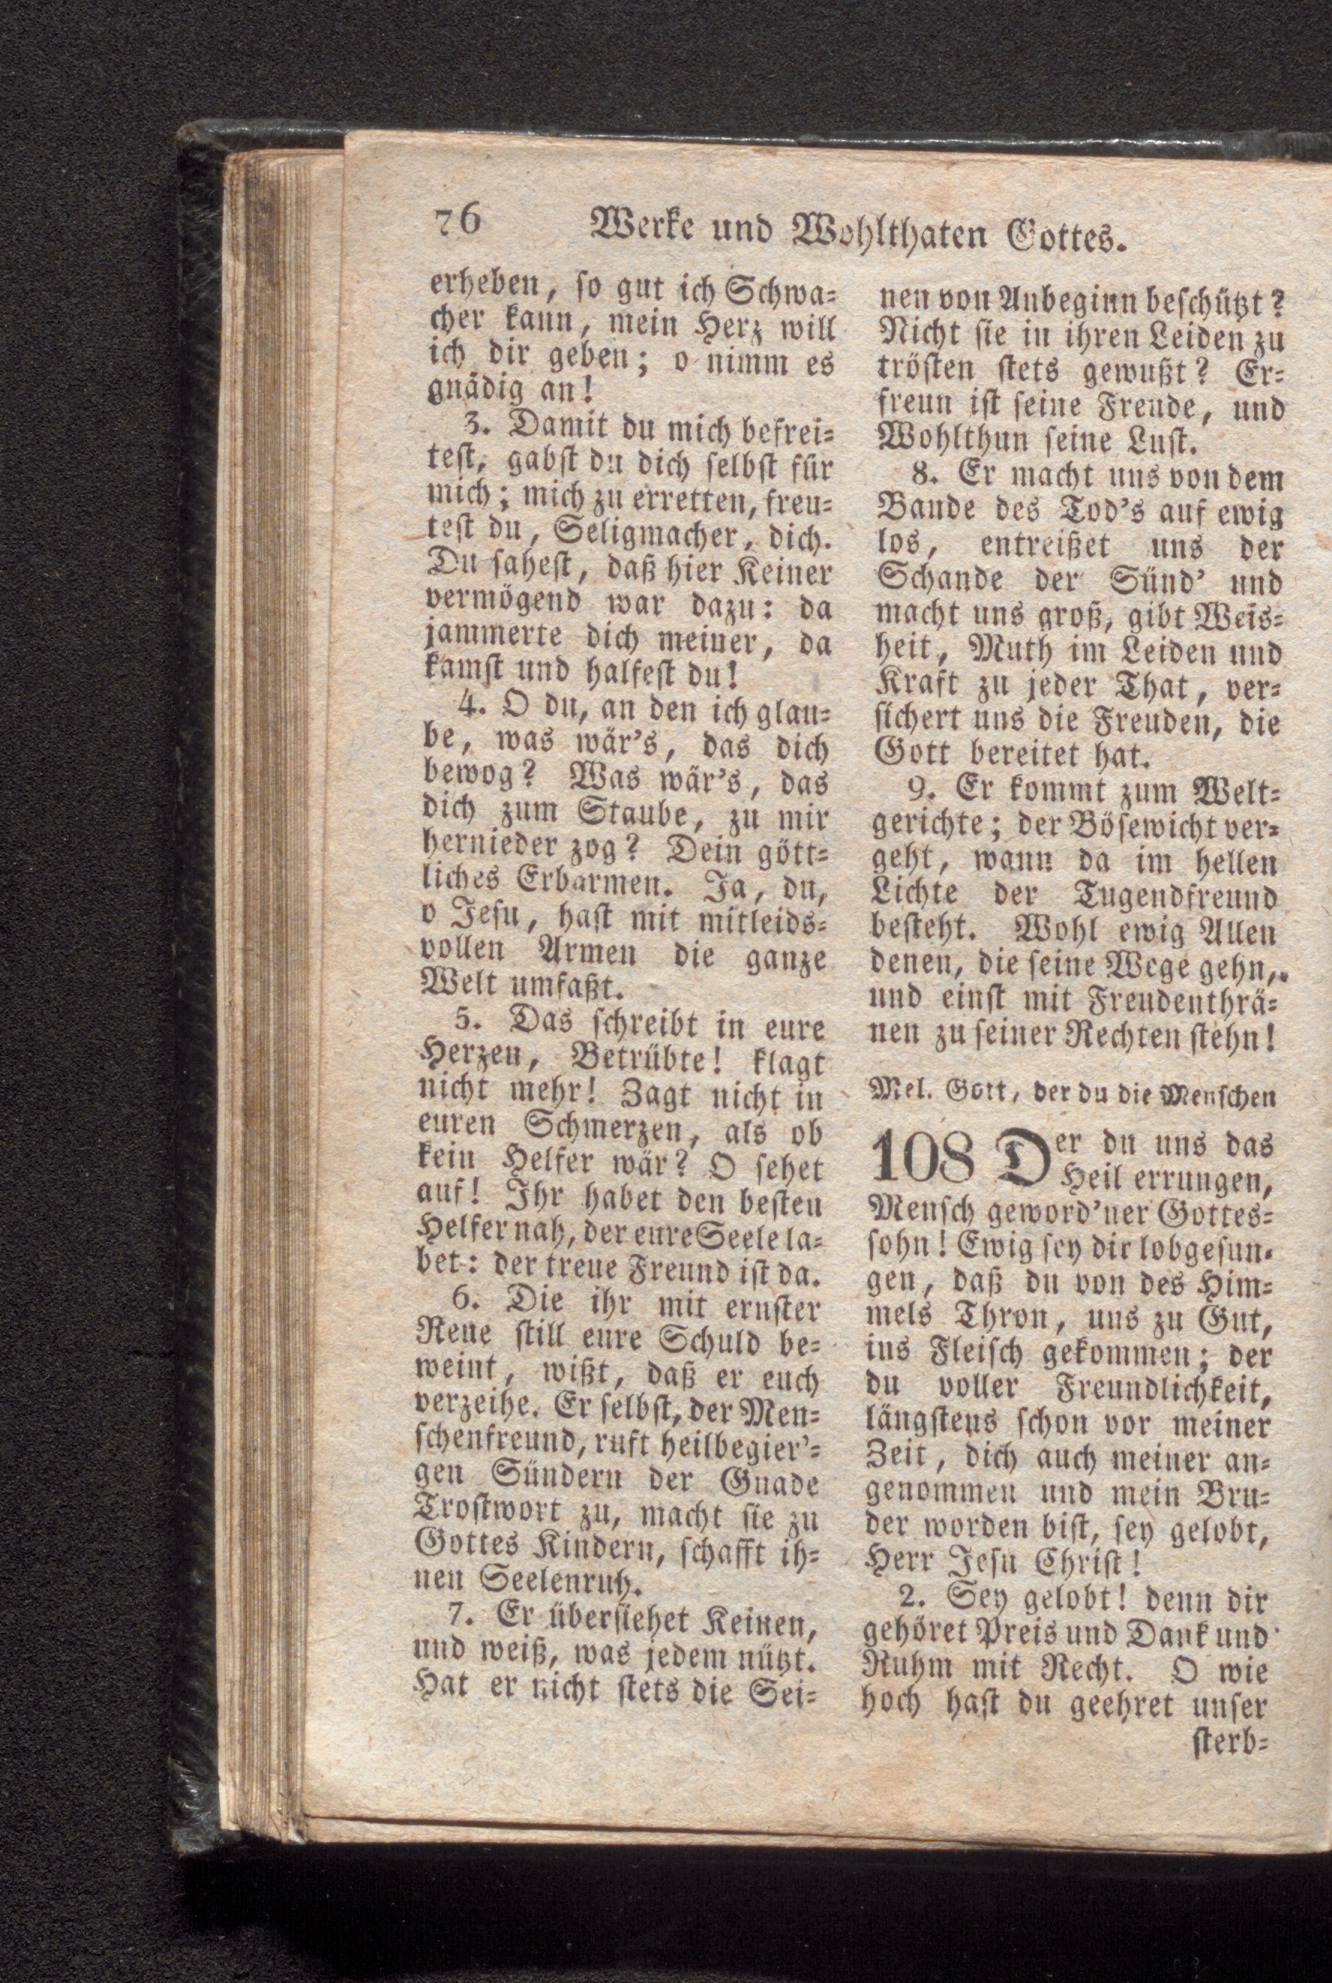 76 Werke und Wohlthaten Gottes.
erheben, so gut ich Schwa-
cher kann, mein Herz will
ich dir geben; o nimm es
gnädig an!
3. Damit du mich befrei-
test, gabst du dich selbst für
mich; mich zu erretten, freu-
test du, Seligmacher, dich.
Du sahest, daß hier Keiner
vermögend war dazu: da
jammerte dich meiner, da
kamst und halfest du!
4. O du, an den ich glau-
be, was wär's, das dich
bewog? Was wär's, das
dich zum Staube, zu mir
hernieder zog? Dein gött-
liches Erbarmen. Ja, du,
o Jesu, hast mit mitleids-
vollen Armen die ganze
Welt umfaßt.
5. Das schreibt in eure
Herzen, Betrübte! klagt
nicht mehr! Zagt nicht in
euren Schmerzen, als ob
kein Helfer wär? O sehet
auf! Ihr habet den besten
Helfer nah, der eure Seele la-
bet: der treue Freund ist da.
6. Die ihr mit ernster
Reue still eure Schuld be-
weint, wißt, daß er euch
verzeihe. Er selbst, der Men-
schenfreund, ruft heilbegier'-
gen Sündern der Gnade
Trostwort zu, macht sie zu
Gottes Kindern, schafft ih-
nen Seelenruh.
7. Er übersiehet Keinen,
und weiß, was jedem nützt.
Hat er nicht stets die Sei-
nen von Anbeginn beschützt?
Nicht sie in ihren Leiden zu
trösten stets gewußt? Er-
freun ist seine Freude, und
Wohlthun seine Lust.
8. Er macht uns von dem
Bande des Tod's auf ewig
los, entreißet uns der
Schande der Sünd' und
macht uns groß, gibt Weis-
heit, Muth im Leiden und
Kraft zu jeder That, ver-
sichert uns die Freuden, die
Gott bereitet hat.
9. Er kommt zum Welt-
gerichte; der Bösewicht ver-
geht, wann da im hellen
Lichte der Tugendfreund
besteht. Wohl ewig Allen
denen, die seine Wege gehn,
und einst mit Freudenthrä-
nen zu seiner Rechten stehn!
Mel. Gott, der du die Menschen
108 Der du uns das
Heil errungen,
Mensch geword'ner Gottes-
sohn! Ewig sey dir lobgesun-
gen, daß du von des Him-
mels Thron, uns zu Gut,
ins Fleisch gekommen; der
du voller Freundlichkeit,
längstens schon vor meiner
Zeit, dich auch meiner an-
genommen und mein Bru-
der worden bist, sey gelobt,
Herr Jesu Christ!
2. Sey gelobt! denn dir
gehöret Preis und Dank und
Ruhm mit Recht. O wie
hoch hast du geehret unser
sterb-